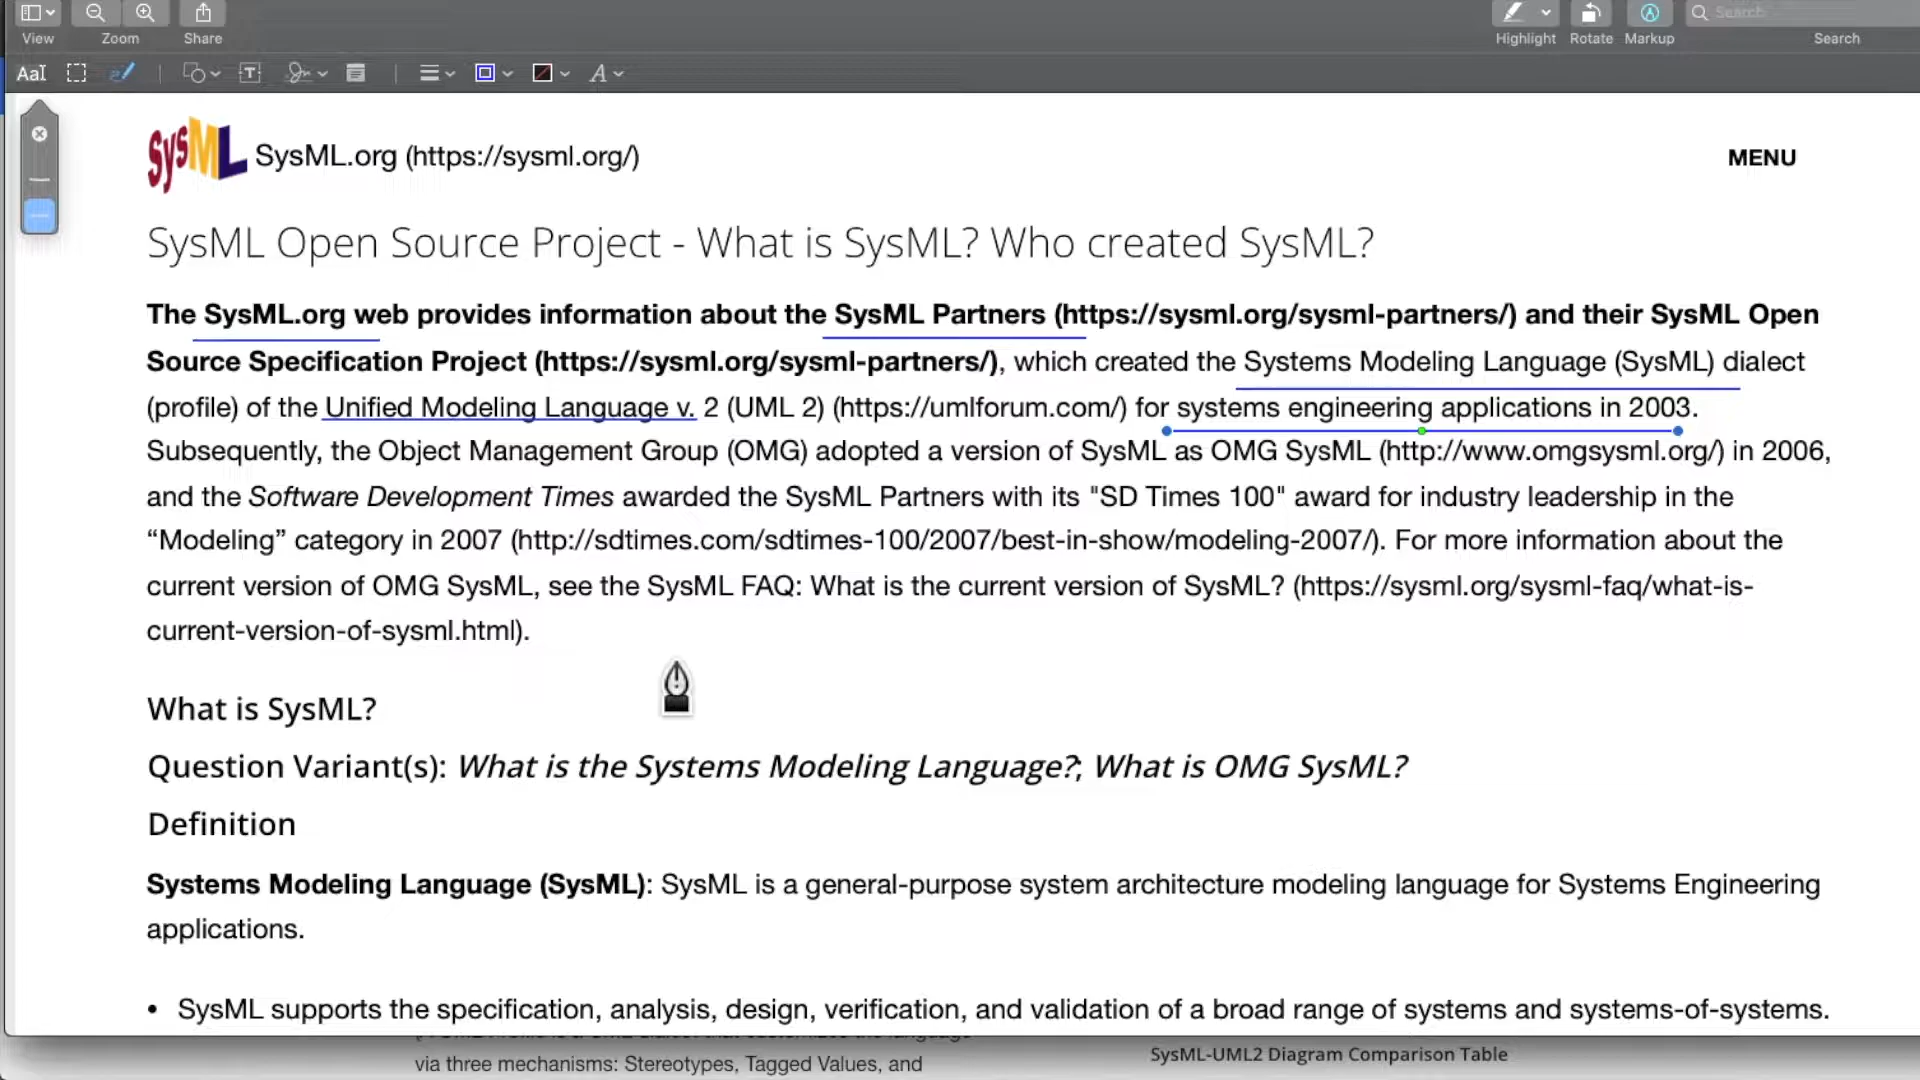 View
Zoom
Share
Highlight
Rotate
Markup
Search
Search
AaI
T
A
SysML SysML.org (https://sysml.org/)
MENU
SysML Open Source Project - What is SysML? Who created SysML?
The SysML.org web provides information about the SysML Partners (https://sysml.org/sysml-partners/) and their SysML Open
Source Specification Project (https://sysml.org/sysml-partners/), which created the Systems Modeling Language (SysML) dialect
(profile) of the Unified Modeling Language v. 2 (UML 2) (https://umlforum.com/) for systems engineering applications in 2003.
Subsequently, the Object Management Group (OMG) adopted a version of SysML as OMG SysML (http://www.omgsysml.org/) in 2006,
and the Software Development Times awarded the SysML Partners with its "SD Times 100" award for industry leadership in the
“Modeling” category in 2007 (http://sdtimes.com/sdtimes-100/2007/best-in-show/modeling-2007/). For more information about the
current version of OMG SysML, see the SysML FAQ: What is the current version of SysML? (https://sysml.org/sysml-faq/what-is-
current-version-of-sysml.html).
What is SysML?
Question Variant(s): What is the Systems Modeling Language?; What is OMG SysML?
Definition
Systems Modeling Language (SysML): SysML is a general-purpose system architecture modeling language for Systems Engineering
applications.
• SysML supports the specification, analysis, design, verification, and validation of a broad range of systems and systems-of-systems.
via three mechanisms: Stereotypes, Tagged Values, and
SysML-UML2 Diagram Comparison Table